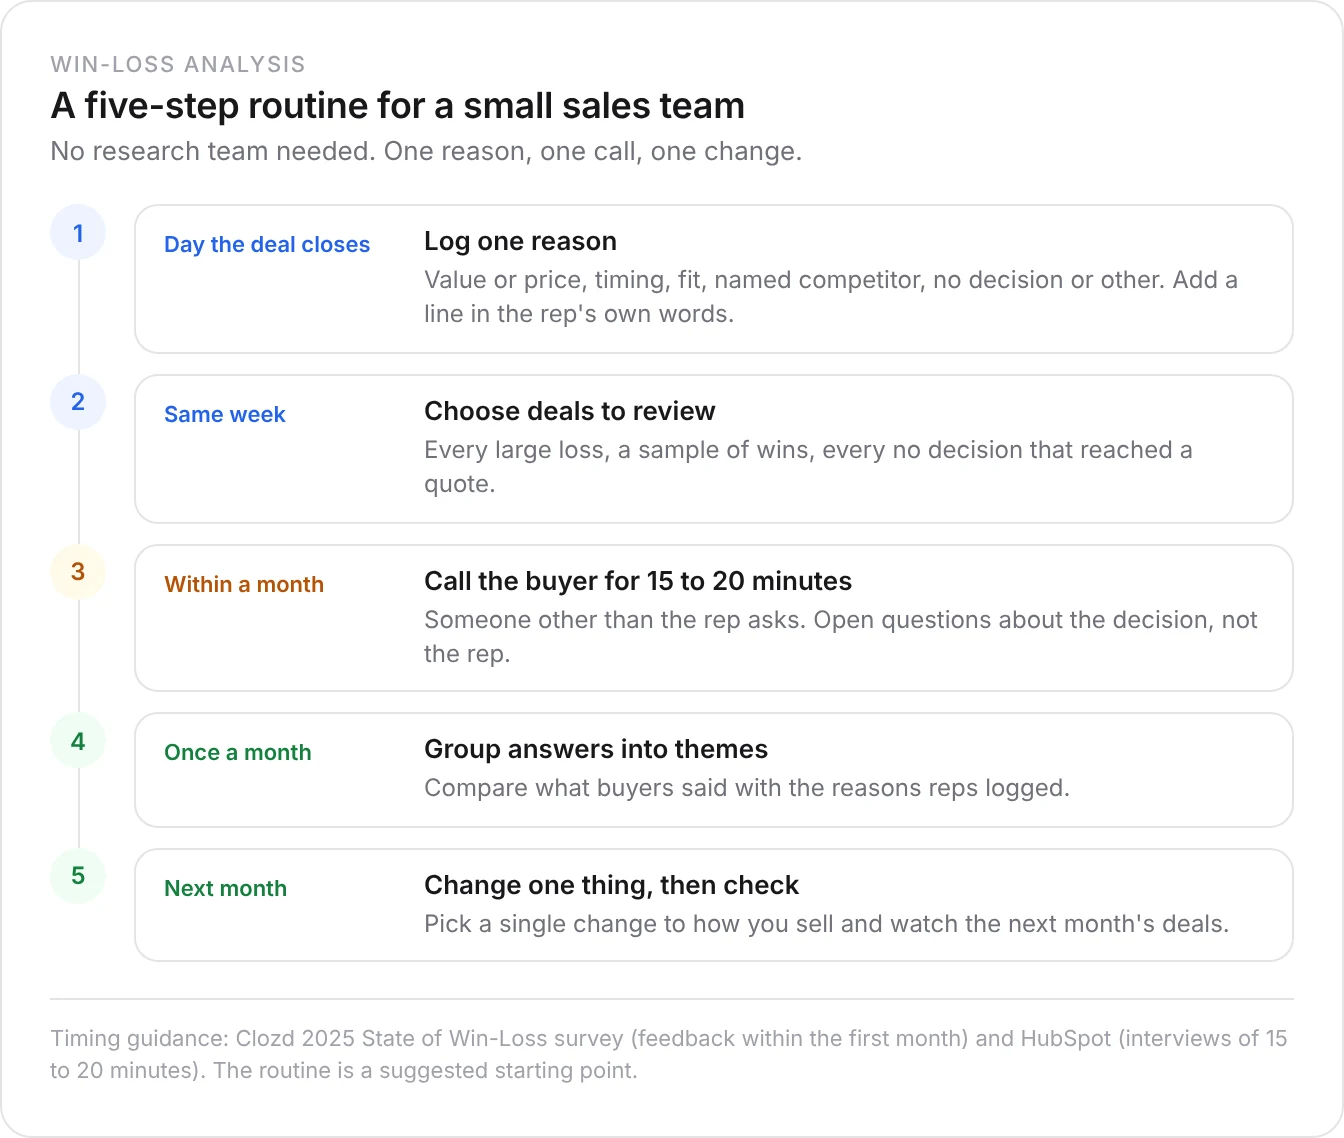 WIN-LOSS ANALYSIS
A five-step routine for a small sales team
No research team needed. One reason, one call, one change.
1
Day the deal closes
Log one reason
Value or price, timing, fit, named competitor, no decision or other. Add a
line in the rep's own words.
2
Same week
Choose deals to review
Every large loss, a sample of wins, every no decision that reached a
quote.
3
Within a month
Call the buyer for 15 to 20 minutes
Someone other than the rep asks. Open questions about the decision, not
the rep.
4
Once a month
Group answers into themes
Compare what buyers said with the reasons reps logged.
5
Next month
Change one thing, then check
Pick a single change to how you sell and watch the next month's deals.
Timing guidance: Clozd 2025 State of Win-Loss survey (feedback within the first month) and HubSpot (interviews of 15
to 20 minutes). The routine is a suggested starting point.